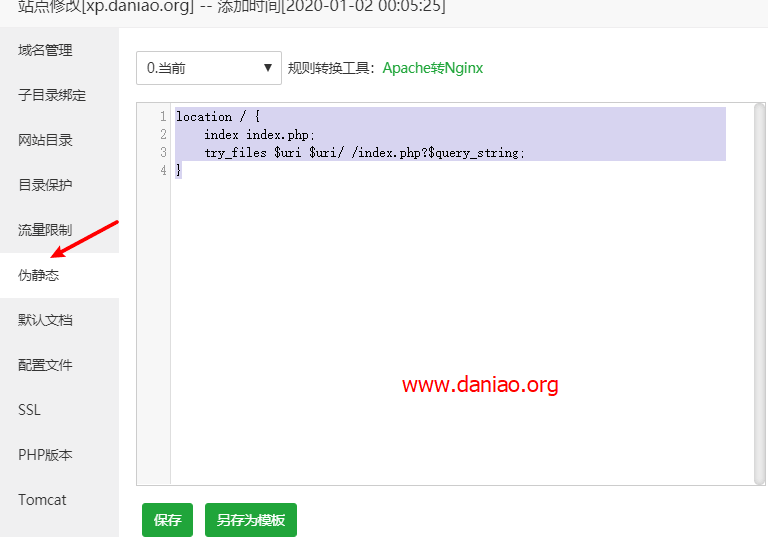 站点修改[xp.daniao.org] -- 添加时间[2020-01-02 00:05:25]
域名管理
子目录绑定
网站目录
目录保护
流量限制
伪静态
默认文档
配置文件
SSL
PHP版本
Tomcat
0.当前 ▼ 规则转换工具: Apache转Nginx
1 location / {
2     index index.php;
3     try_files $uri $uri/ /index.php?$query_string;
4 }
www.daniao.org
保存 另存为模板